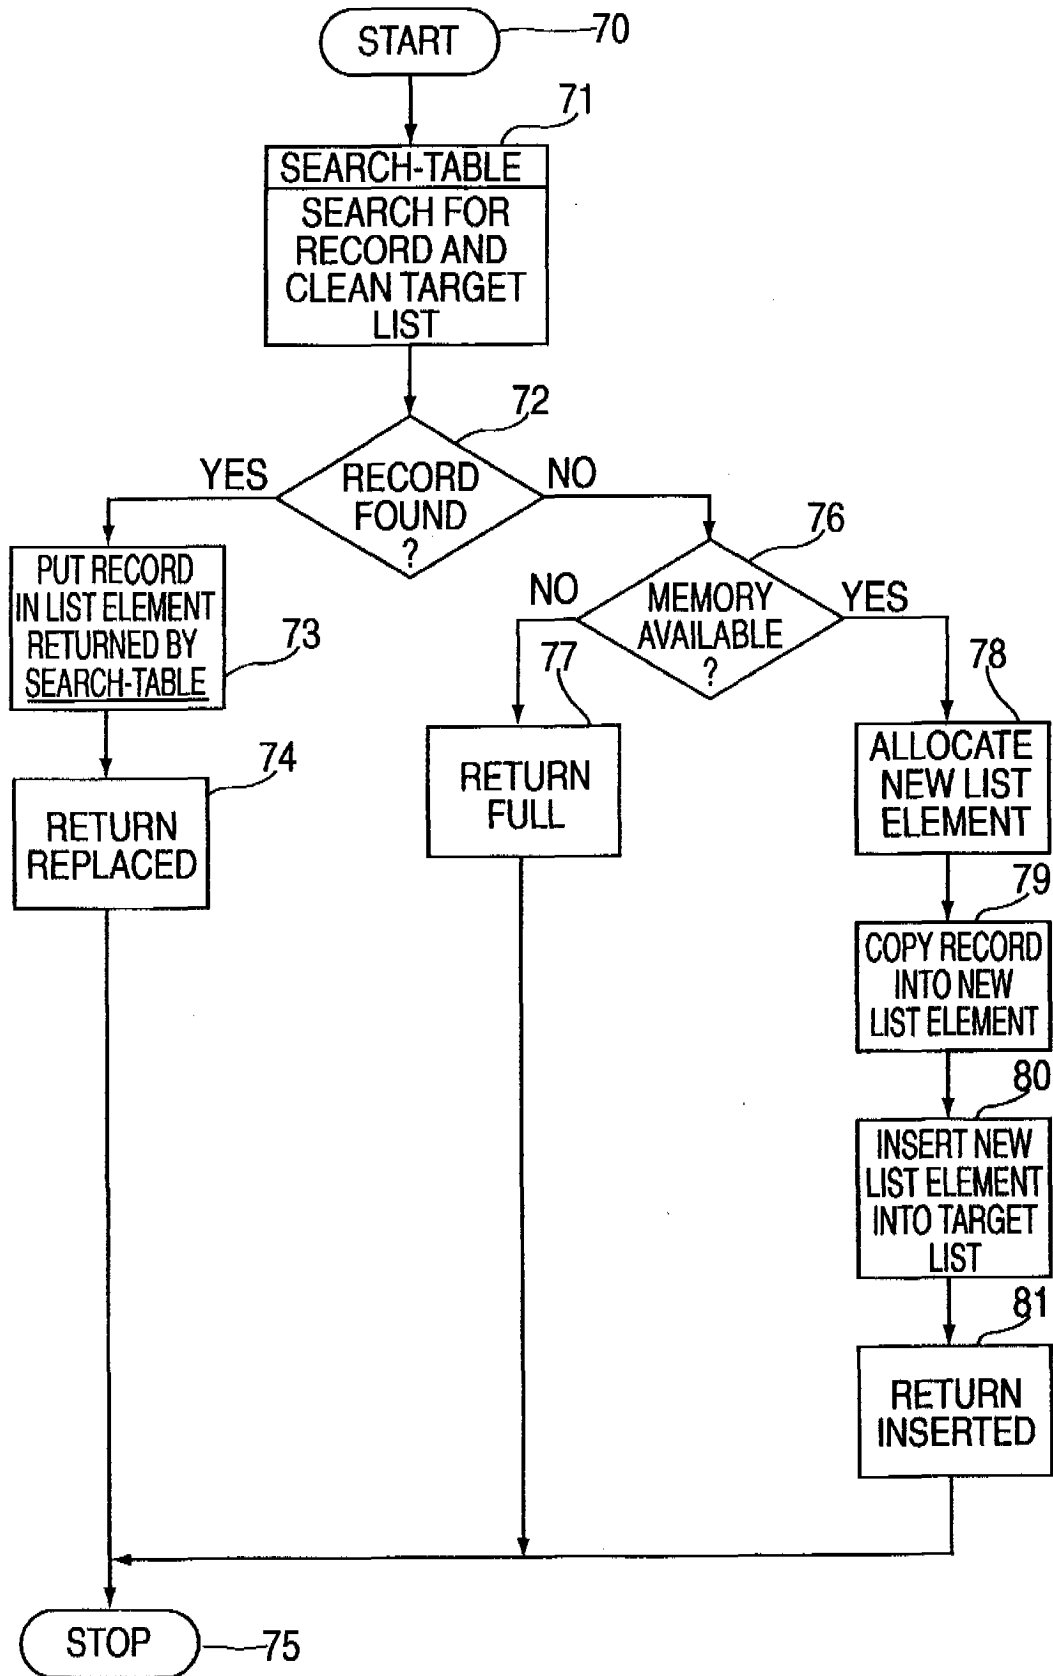 START
70
71
SEARCH-TABLE
SEARCH FOR
RECORD AND
CLEAN TARGET
LIST
72
YES
RECORD
FOUND
?
NO
PUT RECORD
IN LIST ELEMENT
RETURNED BY
SEARCH-TABLE
73
74
RETURN
REPLACED
76
NO
MEMORY
AVAILABLE
?
YES
77
RETURN
FULL
78
ALLOCATE
NEW LIST
ELEMENT
79
COPY RECORD
INTO NEW
LIST ELEMENT
80
INSERT NEW
LIST ELEMENT
INTO TARGET
LIST
81
RETURN
INSERTED
STOP
75